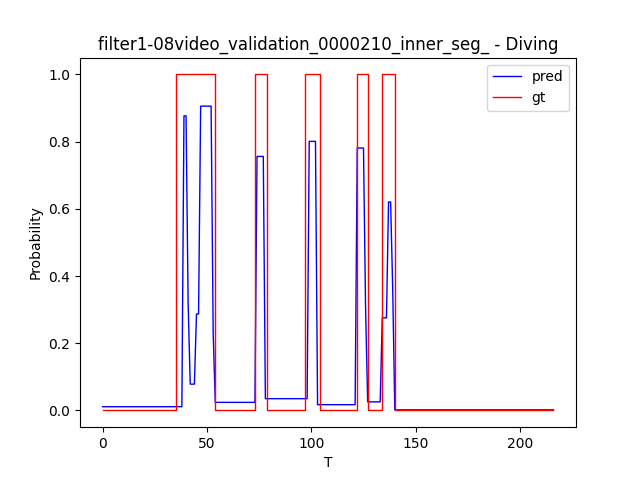 filter1-08video_validation_0000210_inner_seg_ - Diving
pred
gt
1.0
0.8
0.6
0.4
0.2
0.0
Probability
0
50
100
150
200
T